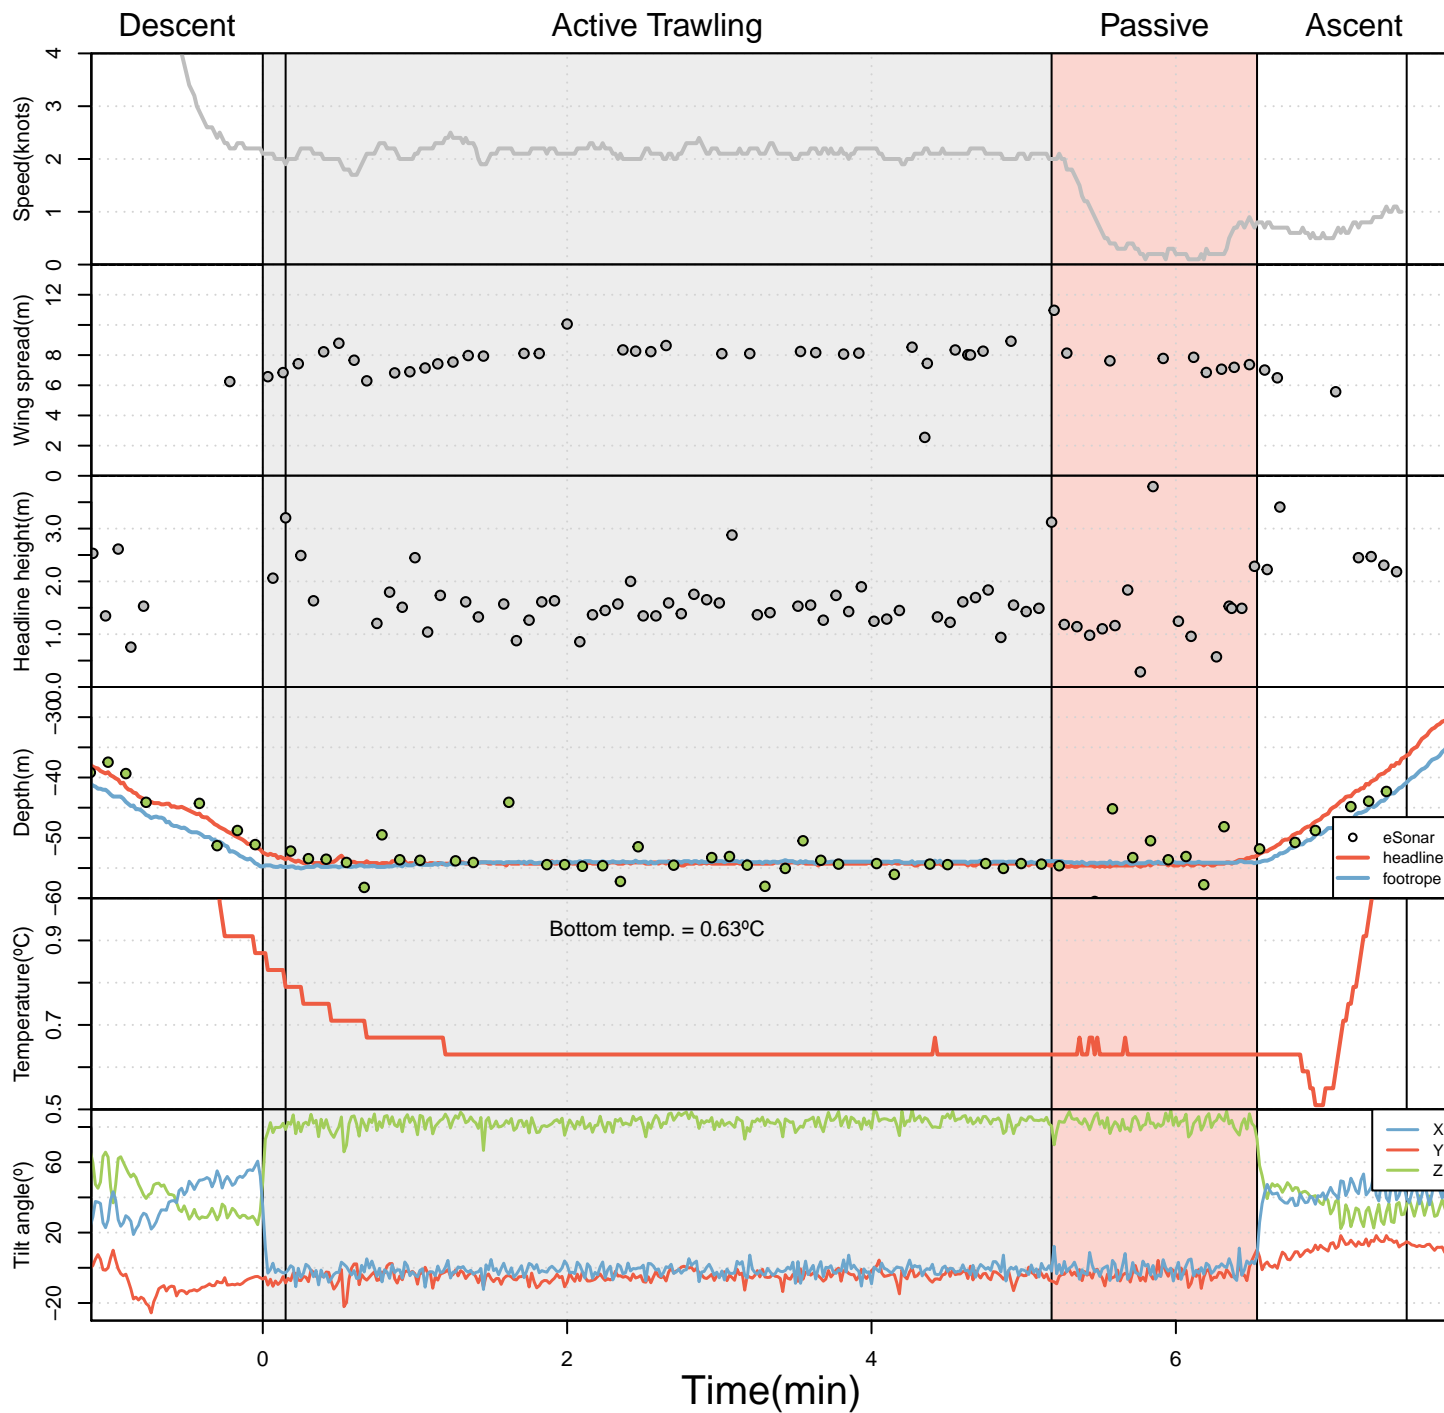 Descent Active Trawling Passive Ascent
Speed(knots)
0 1 2 3 4
Wing spread(m)
0 2 4 6 8 12
Headline height(m)
0.0 1.0 2.0 3.0
Depth(m)
−60 −50 −40 −30
eSonar
headline
footrope
Temperature(ºC)
0.5 0.7 0.9
Bottom temp. = 0.63ºC
Tilt angle(º)
−20 20 60
X
Y
Z
0 2 4 6
Time(min)